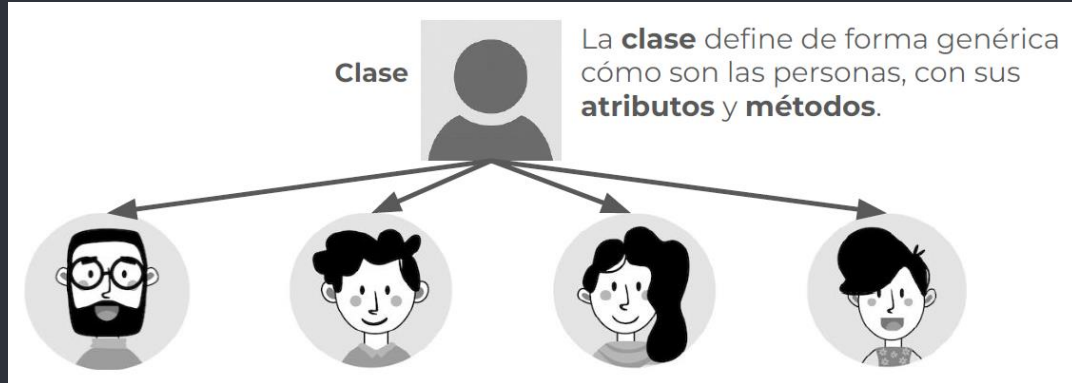 Clase
La clase define de forma genérica
cómo son las personas, con sus
atributos y métodos.